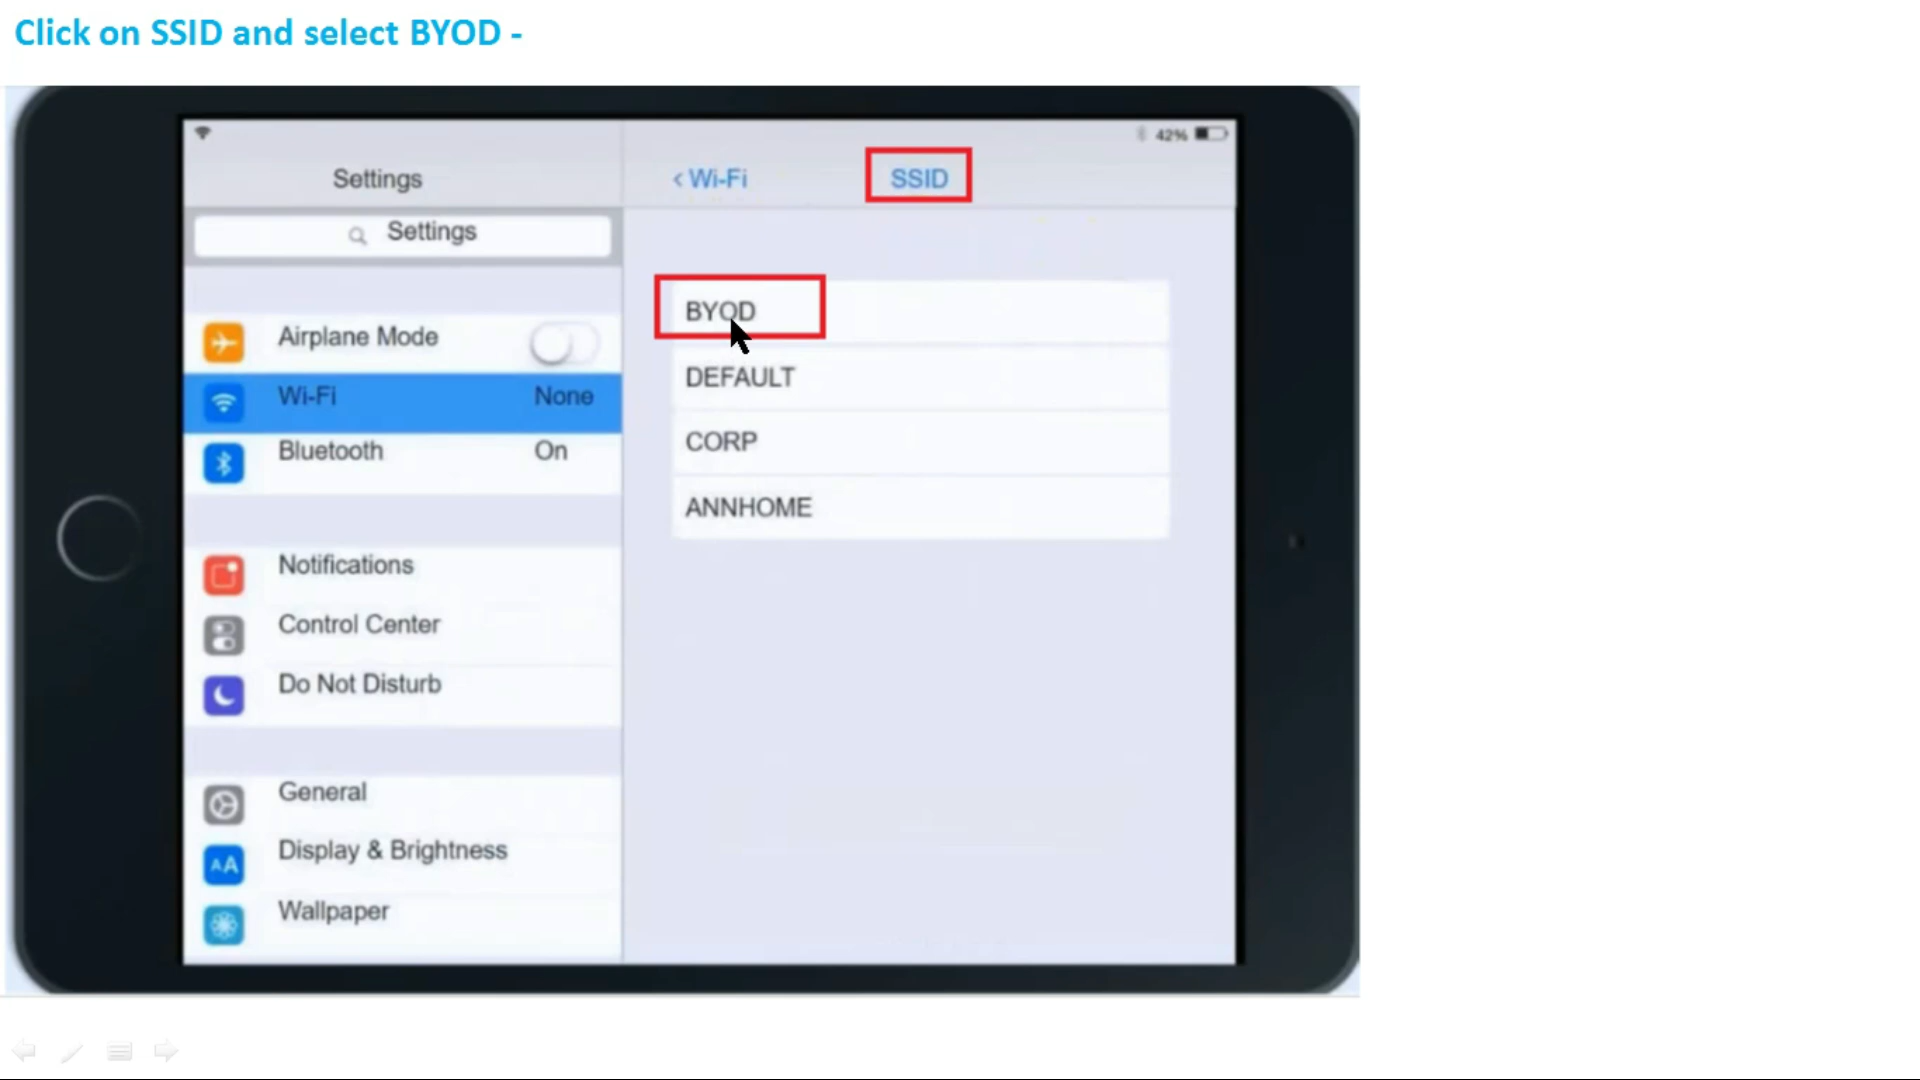 Click on SSID and select BYOD -
42%
Settings
< Wi-Fi
SSID
Settings
Airplane Mode
Wi-Fi None
Bluetooth On
Notifications
Control Center
Do Not Disturb
General
AA Display & Brightness
Wallpaper
BYOD
DEFAULT
CORP
ANNHOME